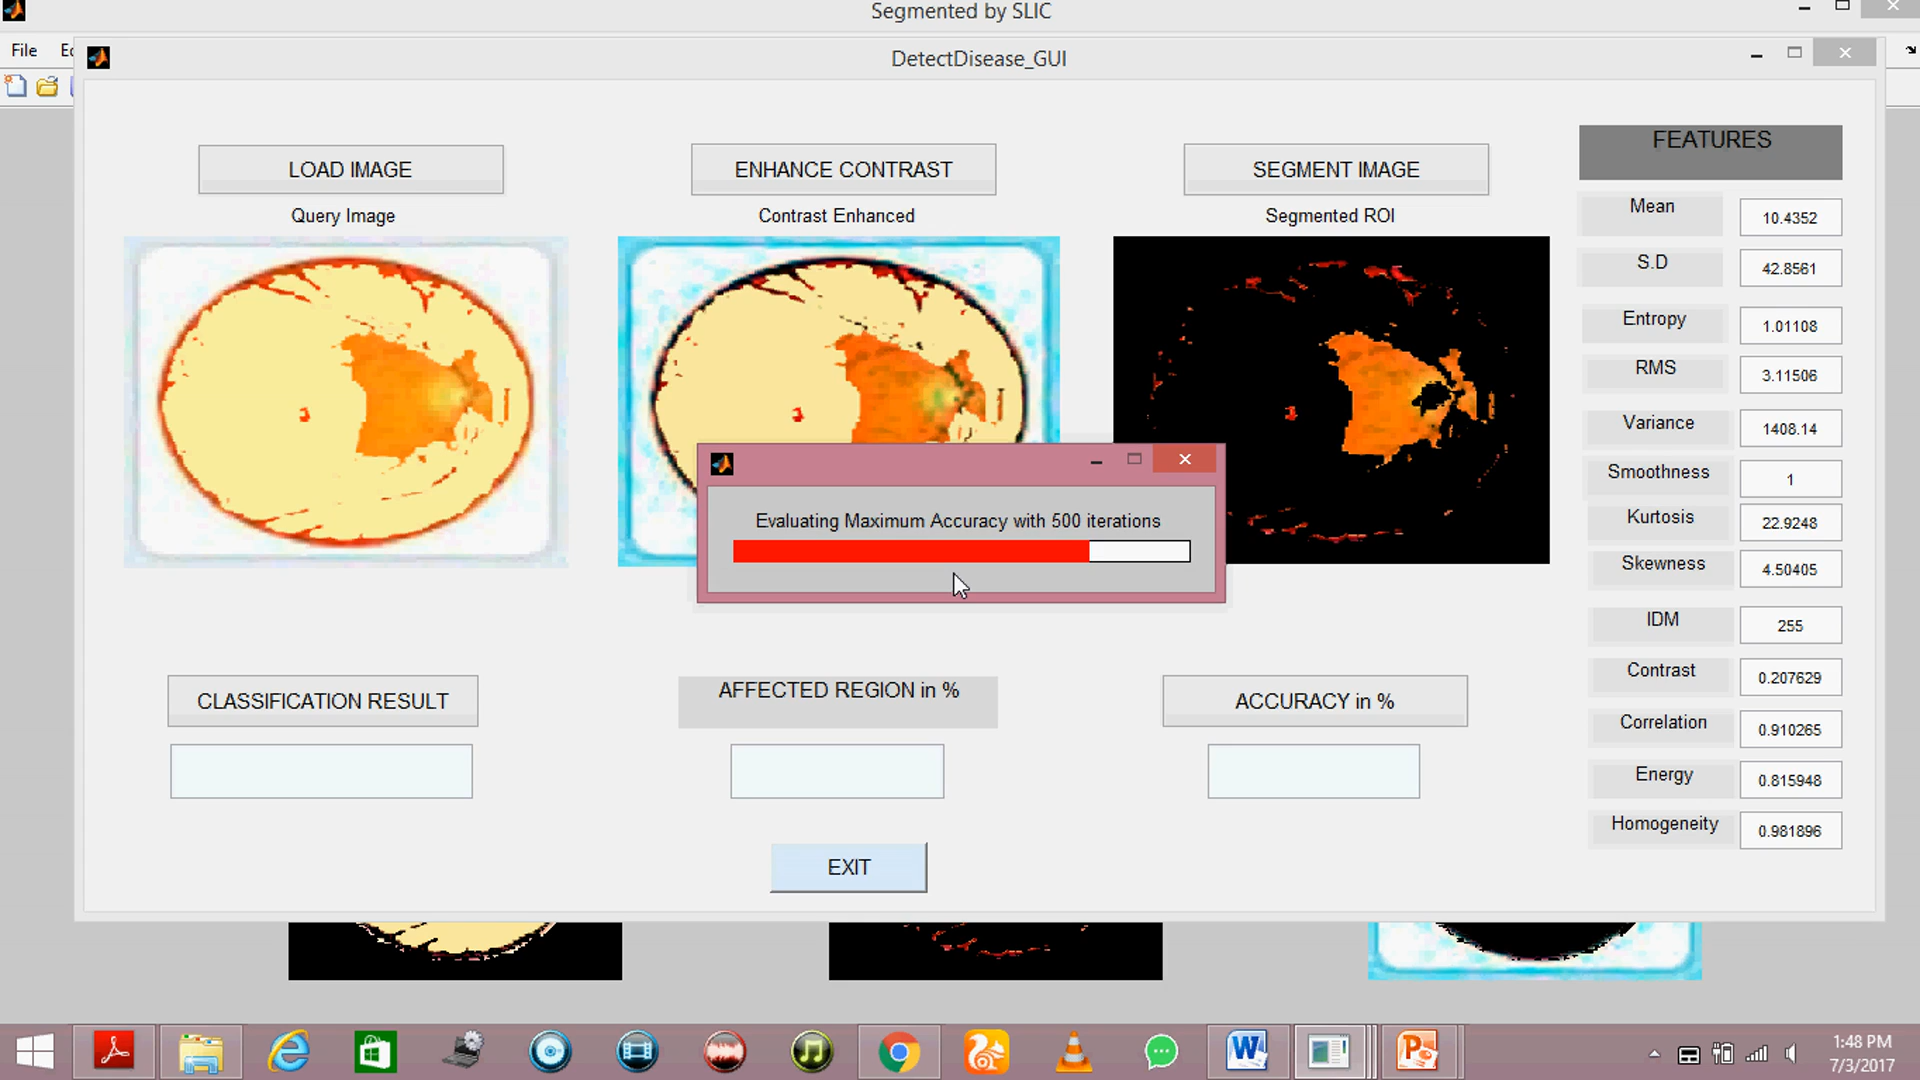 Segmented by SLIC
File
DetectDisease_GUI
LOAD IMAGE
ENHANCE CONTRAST
SEGMENT IMAGE
Query Image
Contrast Enhanced
Segmented ROI
FEATURES
Mean 10.4352
S.D 42.8561
Entropy 1.01108
RMS 3.11506
Variance 1408.14
Smoothness 1
Kurtosis 22.9248
Skewness 4.50405
IDM 255
Contrast 0.207629
Correlation 0.910265
Energy 0.815948
Homogeneity 0.981896
Evaluating Maximum Accuracy with 500 iterations
CLASSIFICATION RESULT
AFFECTED REGION in %
ACCURACY in %
EXIT
1:48 PM
7/3/2017